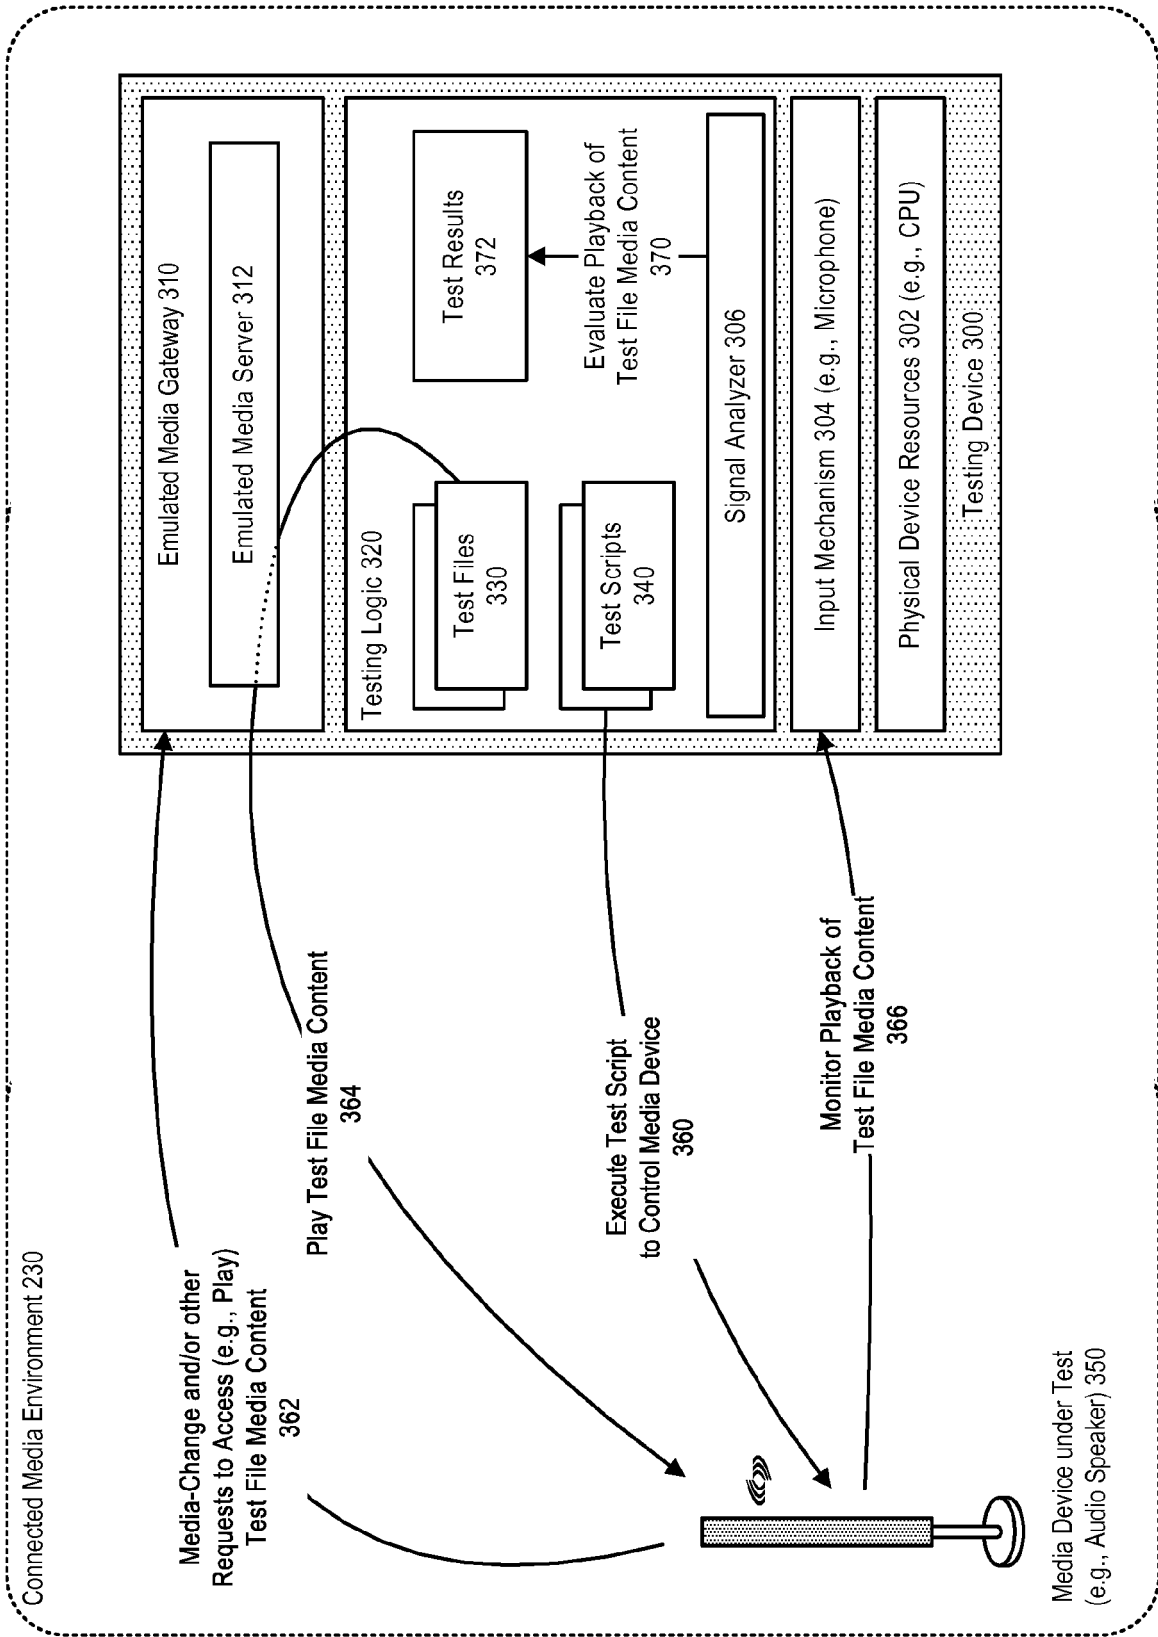 Connected Media Environment 230
Media-Change and/or other
Requests to Access (e.g., Play)
Test File Media Content
362
Play Test File Media Content
364
Execute Test Script
to Control Media Device
360
Monitor Playback of
Test File Media Content
366
Media Device under Test
(e.g., Audio Speaker) 350
Emulated Media Gateway 310
Emulated Media Server 312
Testing Logic 320
Test Files
330
Test Scripts
340
Test Results
372
Evaluate Playback of
Test File Media Content
370
Signal Analyzer 306
Input Mechanism 304 (e.g., Microphone)
Physical Device Resources 302 (e.g., CPU)
Testing Device 300